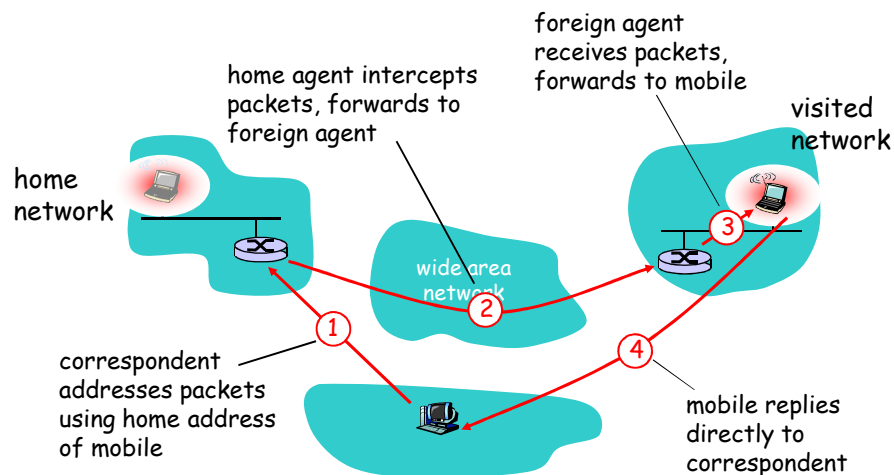 foreign agent
receives packets,
forwards to mobile
home agent intercepts
packets, forwards to
foreign agent
visited
network
home
network
wide area
network
1
2
3
4
correspondent
addresses packets
using home address
of mobile
mobile replies
directly to
correspondent